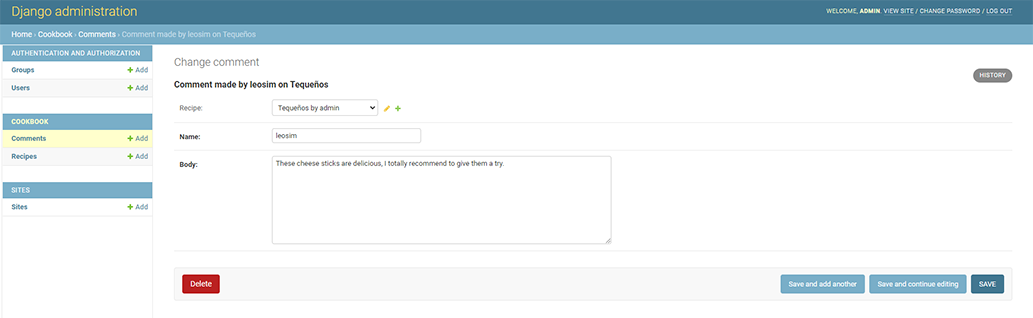 Django administration
WELCOME, ADMIN. VIEW SITE / CHANGE PASSWORD / LOG OUT
Home › Cookbook › Comments › Comment made by leosim on Tequeños
AUTHENTICATION AND AUTHORIZATION
Groups + Add
Users + Add
COOKBOOK
Comments + Add
Recipes + Add
SITES
Sites + Add
Change comment
HISTORY
Comment made by leosim on Tequeños
Recipe: Tequeños by admin
Name: leosim
Body: These cheese sticks are delicious, I totally recommend to give them a try.
Delete Save and add another Save and continue editing SAVE